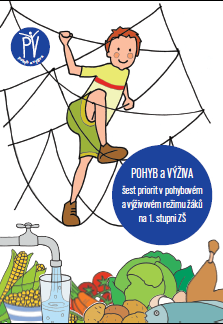 PV
POHYB a VÝŽIVA
šest priorit v pohybovém
a výživovém režimu žáků
na 1. stupni ZŠ